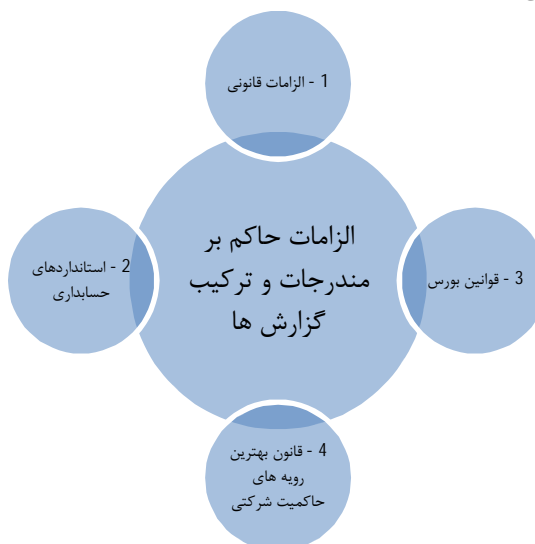 1 - الزامات قانونی
الزامات حاکم بر
مندرجات و ترکیب
گزارش ها
2 - استانداردهای
حسابداری
3 - قوانین بورس
4 - قانون بهترین
رویه های
حاکمیت شرکتی